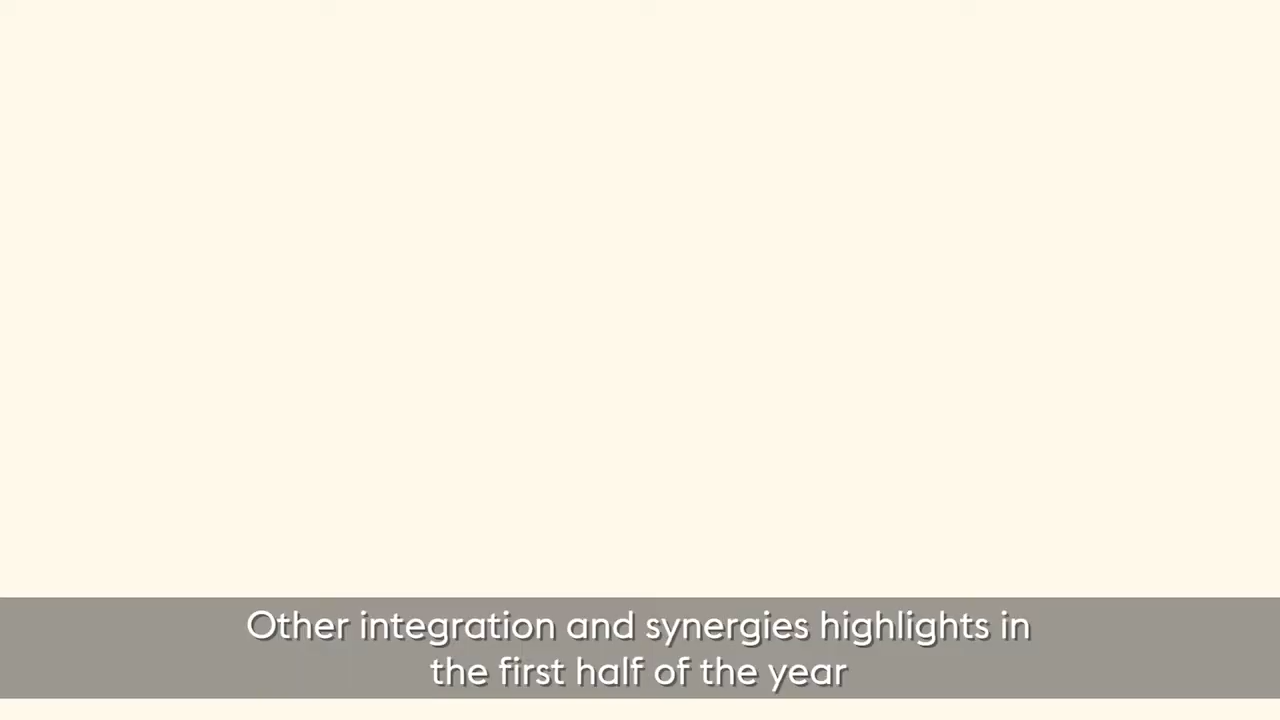 Other integration and synergies highlights in
the first half of the year